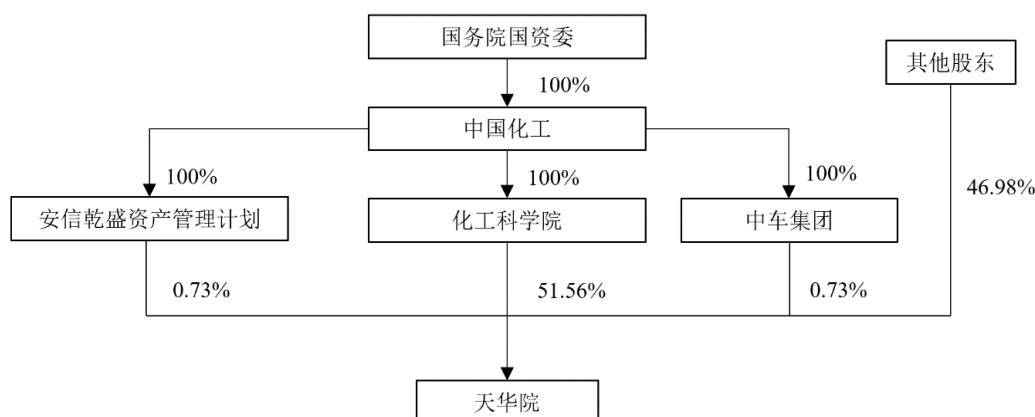 国务院国资委
其他股东
100%
中国化工
100%
100%
100%
46.98%
安信乾盛资产管理计划
化工科学院
中车集团
0.73%
51.56%
0.73%
天华院